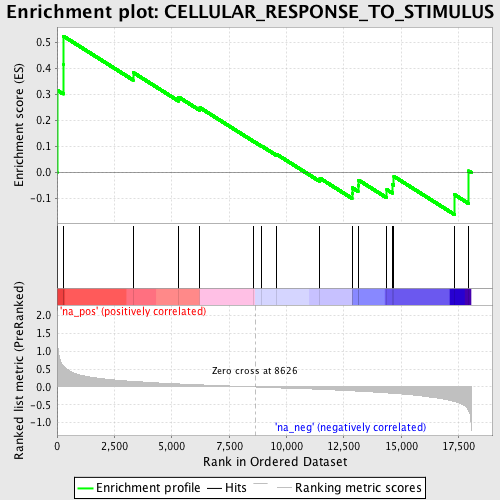 Enrichment plot: CELLULAR_RESPONSE_TO_STIMULUS
Enrichment score (ES)
0.5
0.4
0.3
0.2
0.1
0.0
-0.1
'na_pos' (positively correlated)
Ranked list metric (PreRanked)
2.0
1.5
1.0
0.5
0.0
-0.5
-1.0
Zero cross at 8626
'na_neg' (negatively correlated)
0
2,500
5,000
7,500
10,000
12,500
15,000
17,500
Rank in Ordered Dataset
Enrichment profile
Hits
Ranking metric scores